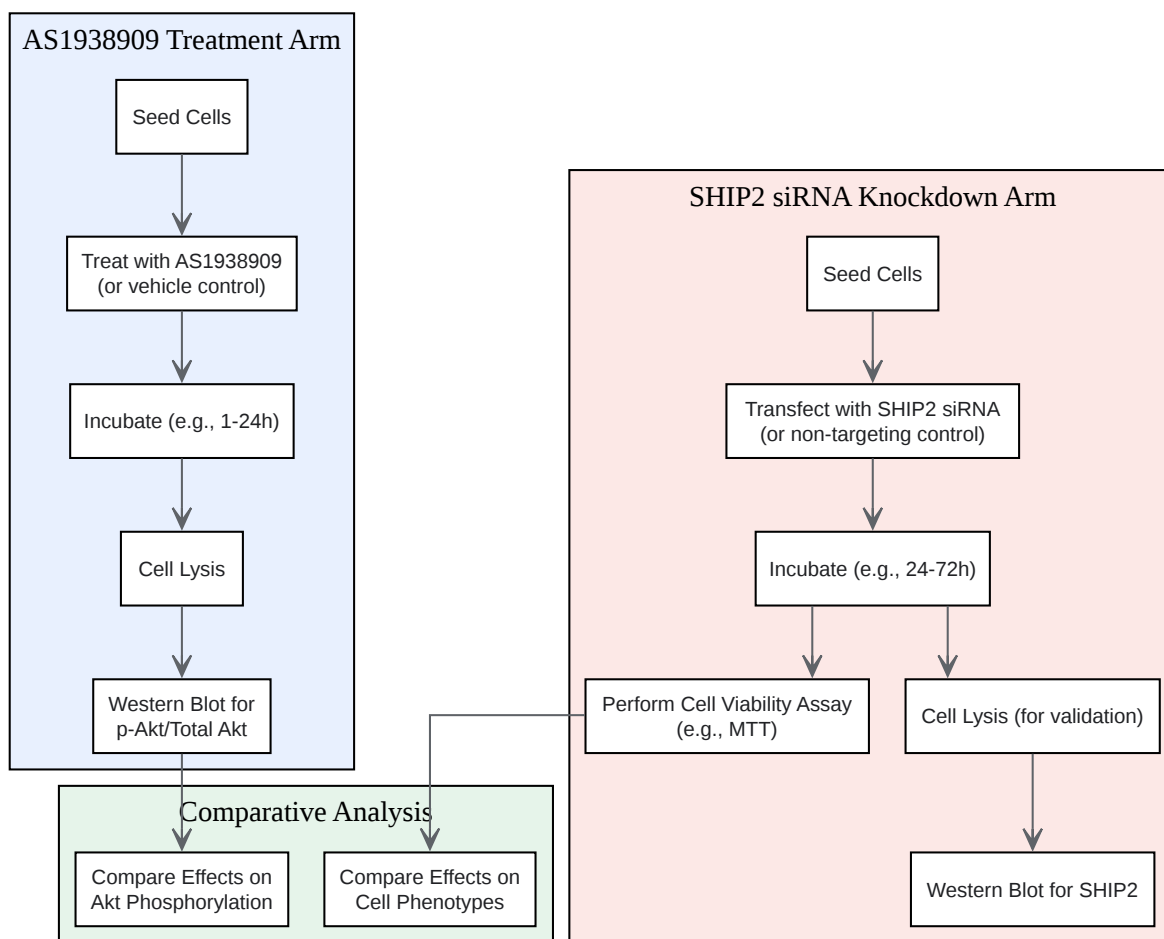 AS1938909 Treatment Arm
Seed Cells
Treat with AS1938909
(or vehicle control)
Incubate (e.g., 1-24h)
Cell Lysis
Western Blot for
p-Akt/Total Akt
SHIP2 siRNA Knockdown Arm
Seed Cells
Transfect with SHIP2 siRNA
(or non-targeting control)
Incubate (e.g., 24-72h)
Perform Cell Viability Assay
(e.g., MTT)
Cell Lysis (for validation)
Western Blot for SHIP2
Comparative Analysis
Compare Effects on
Akt Phosphorylation
Compare Effects on
Cell Phenotypes